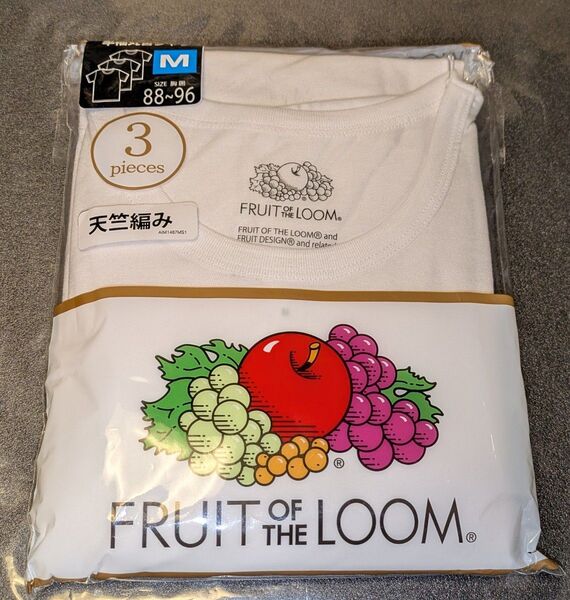 M
SIZE 胸囲
88~96
3
pieces
天竺編み
FRUIT OF THE LOOM®
FRUIT OF THE LOOM® and
FRUIT DESIGN® and related
®
FRUIT OF THE LOOM®